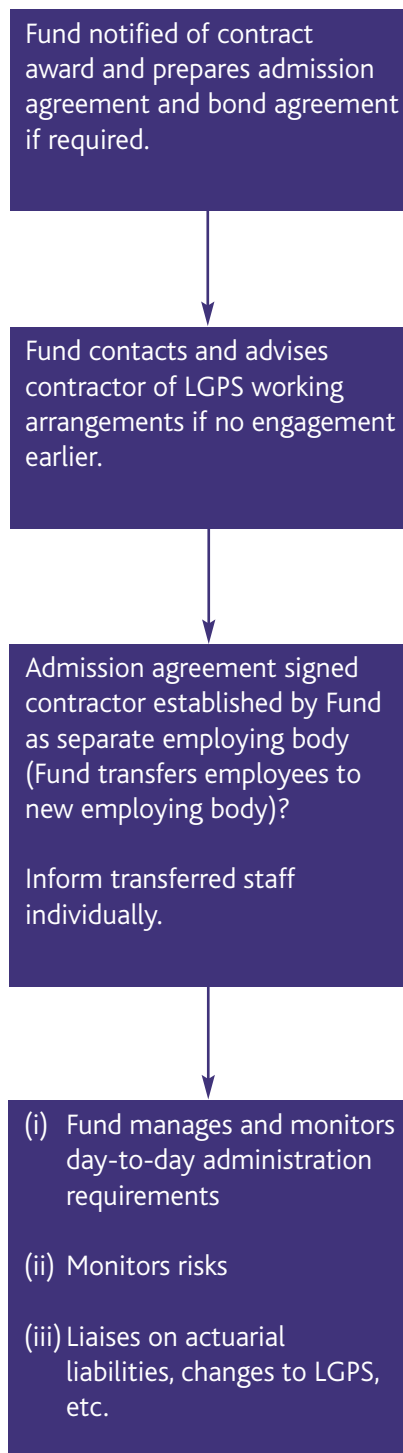 Fund notified of contract
award and prepares admission
agreement and bond agreement
if required.
Fund contacts and advises
contractor of LGPS working
arrangements if no engagement
earlier.
Admission agreement signed
contractor established by Fund
as separate employing body
(Fund transfers employees to
new employing body)?
Inform transferred staff
individually.
(i) Fund manages and monitors
day-to-day administration
requirements
(ii) Monitors risks
(iii) Liaises on actuarial
liabilities, changes to LGPS,
etc.